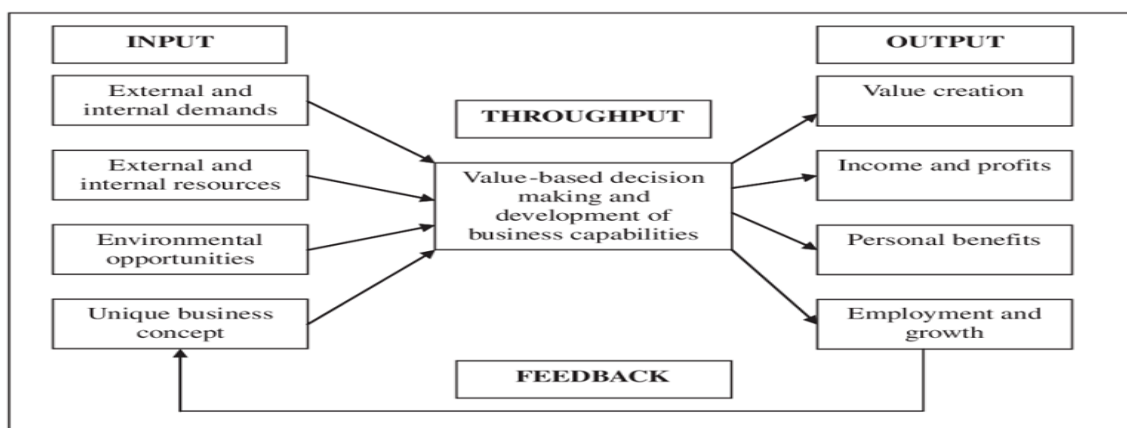 INPUT
External and
internal demands
External and
internal resources
Environmental
opportunities
Unique business
concept
THROUGHPUT
Value-based decision
making and
development of
business capabilities
FEEDBACK
OUTPUT
Value creation
Income and profits
Personal benefits
Employment and
growth